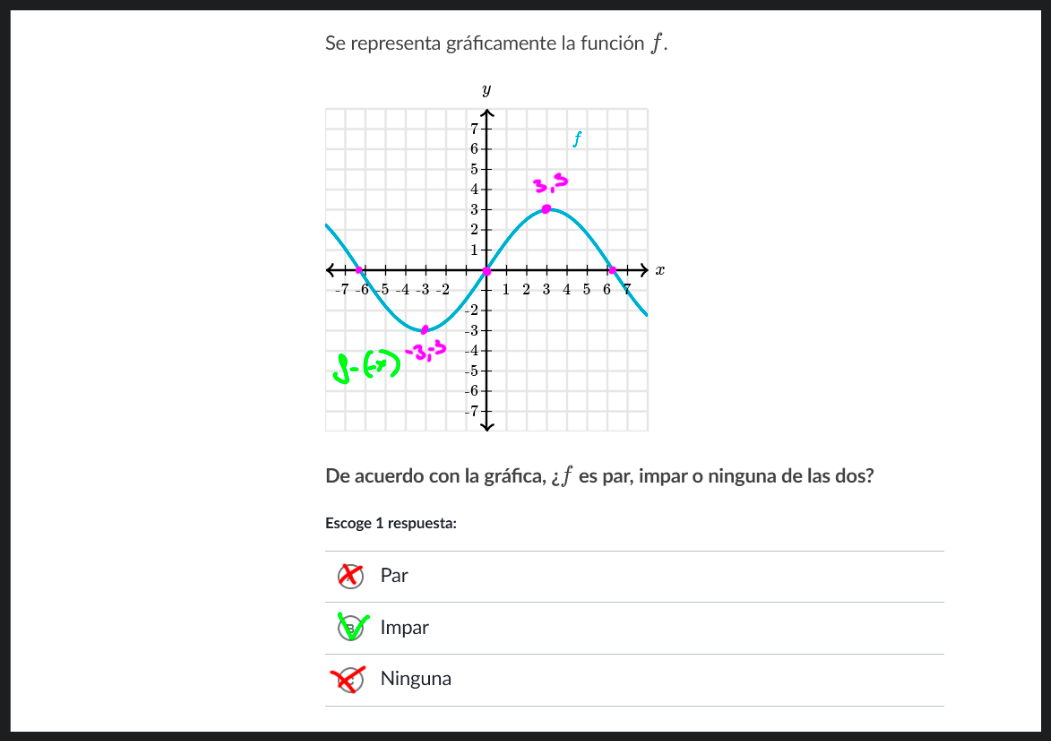 Se representa gráficamente la función f.
y
7
f
6
5
3,3
4
3
2
1
x
-7 -6 -5 -4 -3 -2 1 2 3 4 5 6 7
-2
-3
-3,-3
-4
f-(-x)
-5
-6
-7
De acuerdo con la gráfica, ¿f es par, impar o ninguna de las dos?
Escoge 1 respuesta:
Par
B Impar
C Ninguna